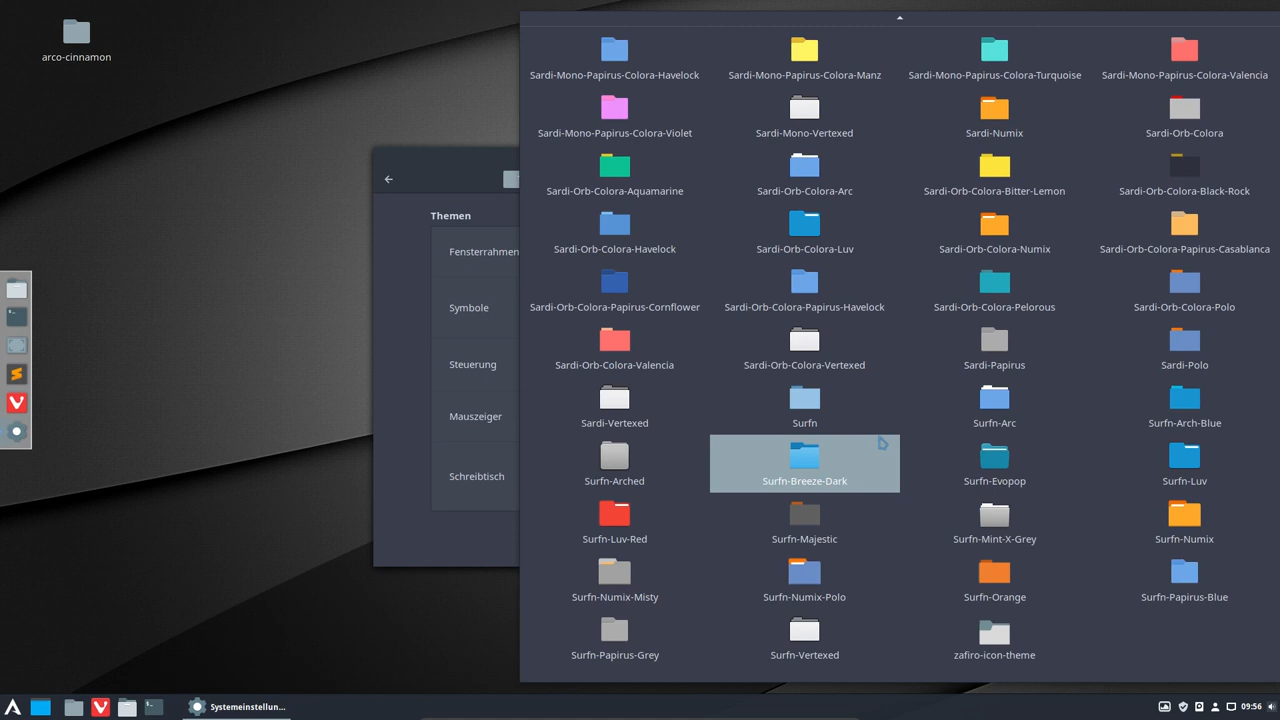 arco-cinnamon
Themen
Fensterrahmen
Symbole
Steuerung
Mauszeiger
Schreibtisch
Sardi-Mono-Papirus-Colora-Havelock
Sardi-Mono-Papirus-Colora-Manz
Sardi-Mono-Papirus-Colora-Turquoise
Sardi-Mono-Papirus-Colora-Valencia
Sardi-Mono-Papirus-Colora-Violet
Sardi-Mono-Vertexed
Sardi-Numix
Sardi-Orb-Colora
Sardi-Orb-Colora-Aquamarine
Sardi-Orb-Colora-Arc
Sardi-Orb-Colora-Bitter-Lemon
Sardi-Orb-Colora-Black-Rock
Sardi-Orb-Colora-Havelock
Sardi-Orb-Colora-Luv
Sardi-Orb-Colora-Numix
Sardi-Orb-Colora-Papirus-Casablanca
Sardi-Orb-Colora-Papirus-Cornflower
Sardi-Orb-Colora-Papirus-Havelock
Sardi-Orb-Colora-Pelorous
Sardi-Orb-Colora-Polo
Sardi-Orb-Colora-Valencia
Sardi-Orb-Colora-Vertexed
Sardi-Papirus
Sardi-Polo
Sardi-Vertexed
Surfn
Surfn-Arc
Surfn-Arch-Blue
Surfn-Arched
Surfn-Breeze-Dark
Surfn-Evopop
Surfn-Luv
Surfn-Luv-Red
Surfn-Majestic
Surfn-Mint-X-Grey
Surfn-Numix
Surfn-Numix-Misty
Surfn-Numix-Polo
Surfn-Orange
Surfn-Papirus-Blue
Surfn-Papirus-Grey
Surfn-Vertexed
zafiro-icon-theme
Systemeinstellun...
09:56